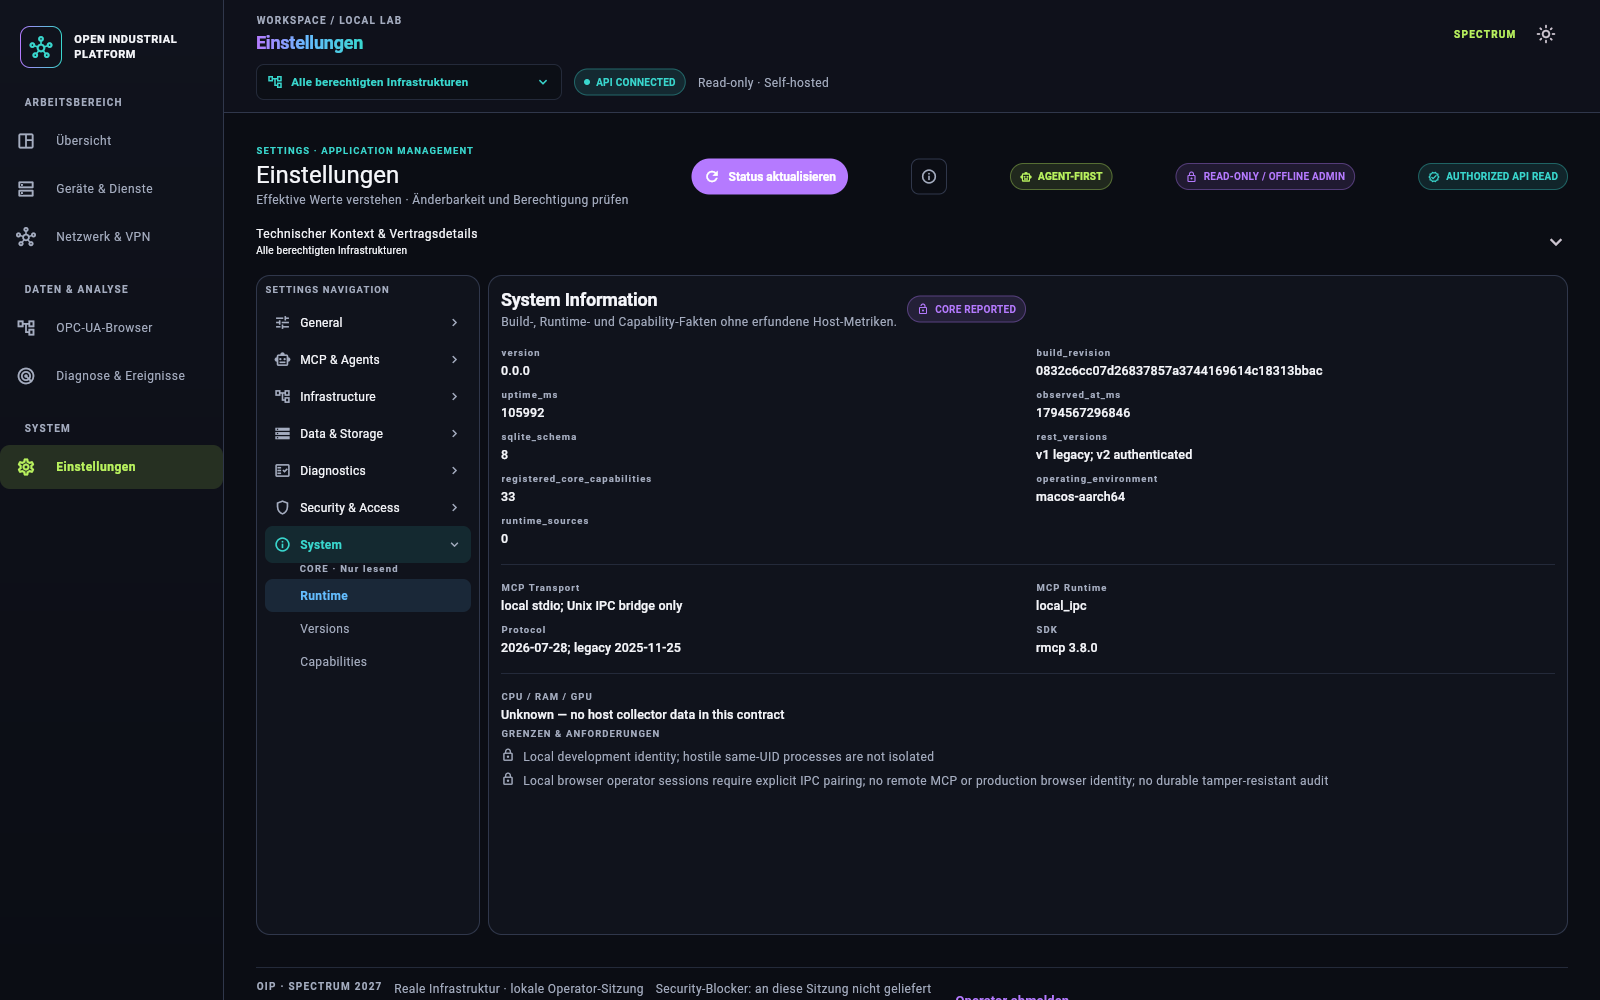 OPEN INDUSTRIAL
PLATFORM
ARBEITSBEREICH
Übersicht
Geräte & Dienste
Netzwerk & VPN
DATEN & ANALYSE
OPC-UA-Browser
Diagnose & Ereignisse
SYSTEM
Einstellungen
WORKSPACE / LOCAL LAB
Einstellungen
SPECTRUM
Alle berechtigten Infrastrukturen
API CONNECTED
Read-only · Self-hosted
SETTINGS · APPLICATION MANAGEMENT
Einstellungen
Effektive Werte verstehen · Änderbarkeit und Berechtigung prüfen
Status aktualisieren
AGENT-FIRST
READ-ONLY / OFFLINE ADMIN
AUTHORIZED API READ
Technischer Kontext & Vertragsdetails
Alle berechtigten Infrastrukturen
SETTINGS NAVIGATION
General
MCP & Agents
Infrastructure
Data & Storage
Diagnostics
Security & Access
System
CORE · Nur lesend
Runtime
Versions
Capabilities
System Information
Build-, Runtime- und Capability-Fakten ohne erfundene Host-Metriken.
CORE REPORTED
version
0.0.0
build_revision
0832c6cc07d26837857a3744169614c18313bbac
uptime_ms
105992
observed_at_ms
1794567296846
sqlite_schema
8
rest_versions
v1 legacy; v2 authenticated
registered_core_capabilities
33
operating_environment
macos-aarch64
runtime_sources
0
MCP Transport
local stdio; Unix IPC bridge only
MCP Runtime
local_ipc
Protocol
2026-07-28; legacy 2025-11-25
SDK
rmcp 3.8.0
CPU / RAM / GPU
Unknown — no host collector data in this contract
GRENZEN & ANFORDERUNGEN
Local development identity; hostile same-UID processes are not isolated
Local browser operator sessions require explicit IPC pairing; no remote MCP or production browser identity; no durable tamper-resistant audit
OIP · SPECTRUM 2027
Reale Infrastruktur · lokale Operator-Sitzung
Security-Blocker: an diese Sitzung nicht geliefert
Operator abmelden